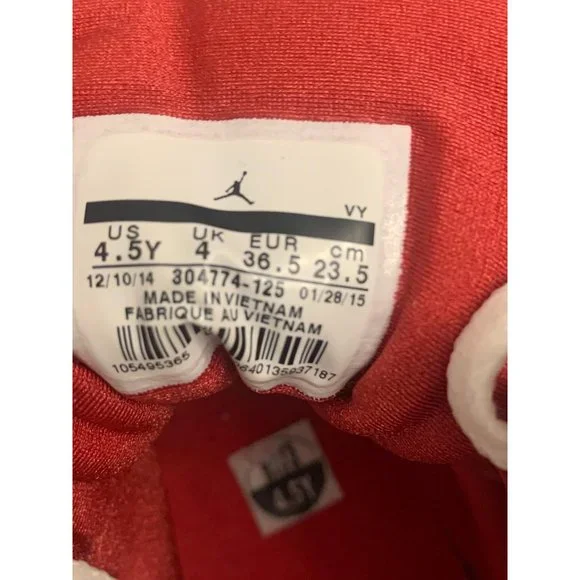 VY
US UK EUR cm
4.5Y 4 36.5 23.5
12/10/14 304774-125 01/28/15
MADE IN VIETNAM
FABRIQUE AU VIETNAM
105495365 640135937187
4.5Y